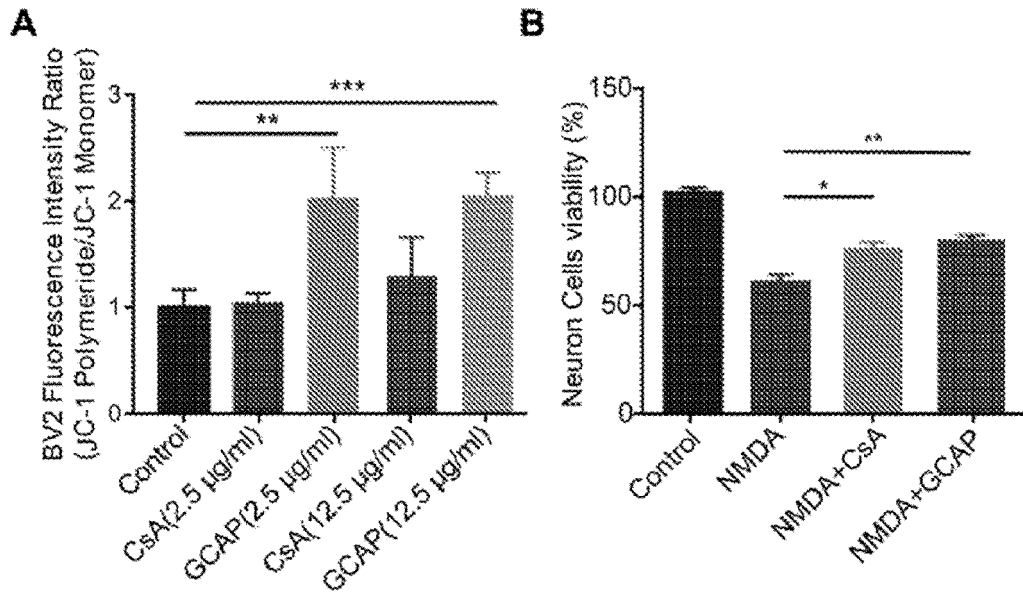 A
BV2 Fluorescence Intensity Ratio
(JC-1 Polymeride/JC-1 Monomer)
3
2
1
0
***
**
Control
CsA(2.5 μg/ml)
GCAP(2.5 μg/ml)
CsA(12.5 μg/ml)
GCAP(12.5 μg/ml)
B
Neuron Cells viability (%)
150
100
50
0
**
*
Control
NMDA
NMDA+CsA
NMDA+GCAP